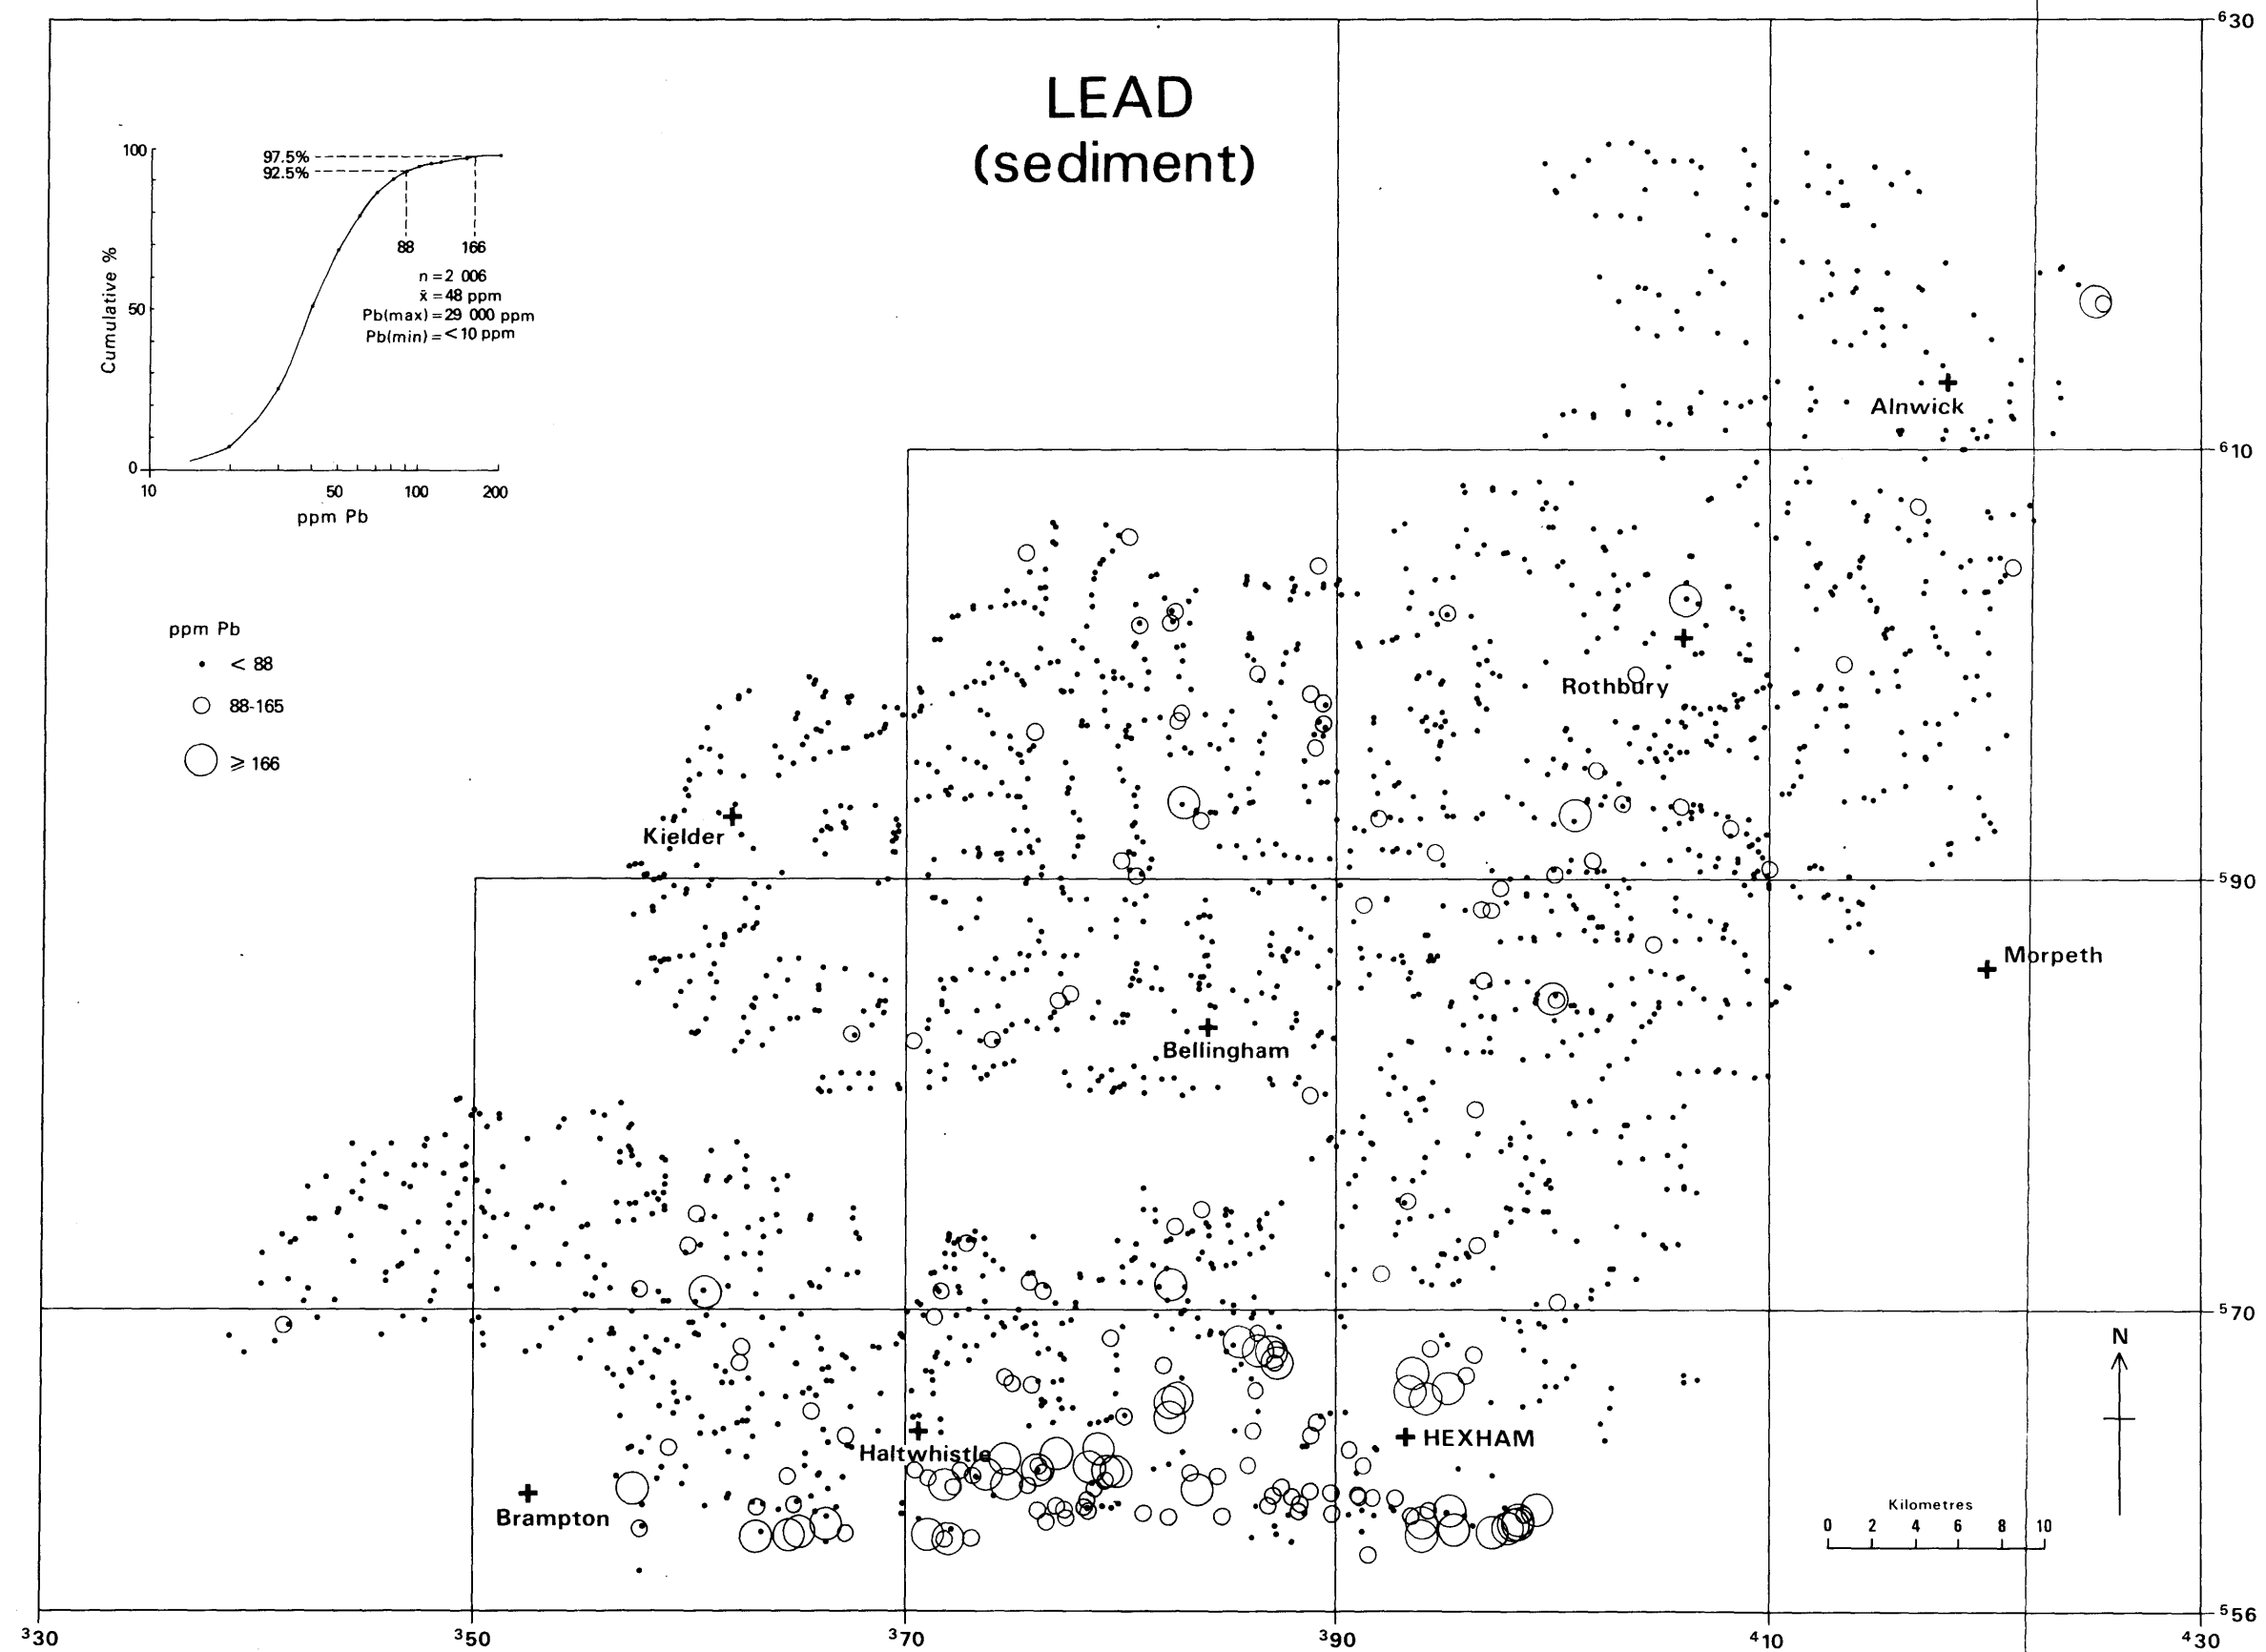 LEAD
(sediment)
100
97.5%
92.5%
88
166
50
0
Cumulative %
n = 2 006
x̄ = 48 ppm
Pb(max) = 29 000 ppm
Pb(min) = < 10 ppm
10
50
100
200
ppm Pb
ppm Pb
< 88
88-165
⩾ 166
Alnwick
Rothbury
Kielder
Morpeth
Bellingham
Haltwhistle
HEXHAM
Brampton
N
Kilometres
0 2 4 6 8 10
⁶30
⁶10
⁵90
⁵70
⁵56
³30
³50
³70
³90
⁴10
⁴30